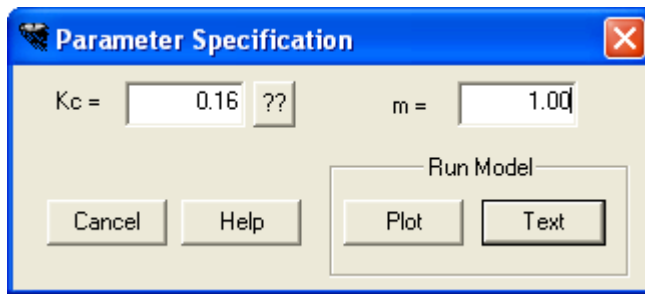 Parameter Specification
Kc = 0.16 ?? m = 1.00
Run Model
Cancel Help Plot Text